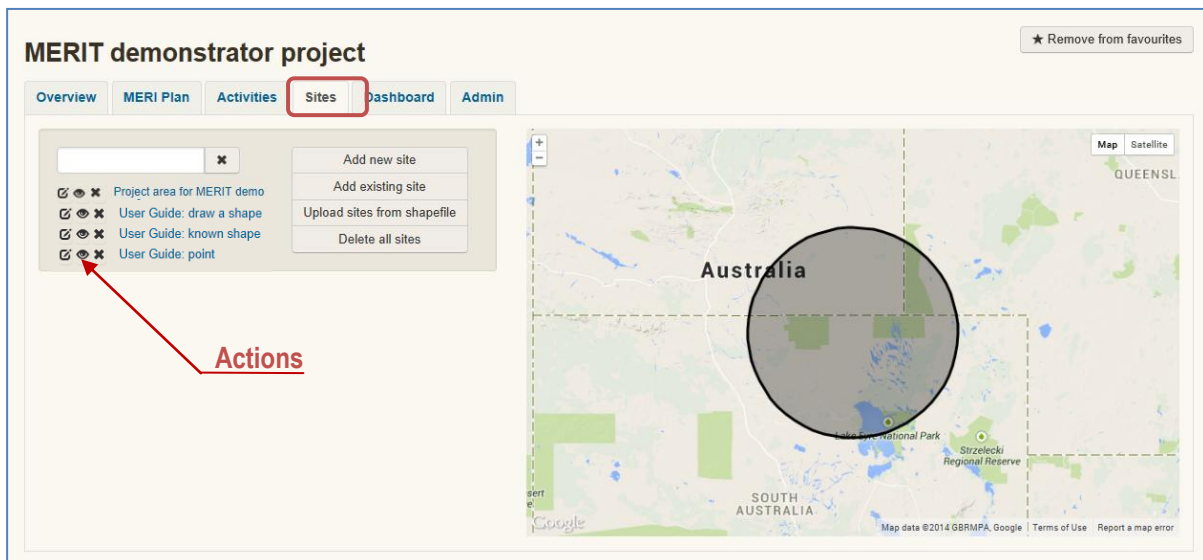 ★ Remove from favourites
MERIT demonstrator project
Overview MERI Plan Activities Sites Dashboard Admin
Add new site
Add existing site
Upload sites from shapefile
Delete all sites
Project area for MERIT demo
User Guide: draw a shape
User Guide: known shape
User Guide: point
Actions
+
−
Map Satellite
QUEENSL
Australia
Lake Eyre National Park
Strzelecki
Regional Reserve
sert
SOUTH
AUSTRALIA
Google
Map data ©2014 GBRMPA, Google Terms of Use Report a map error